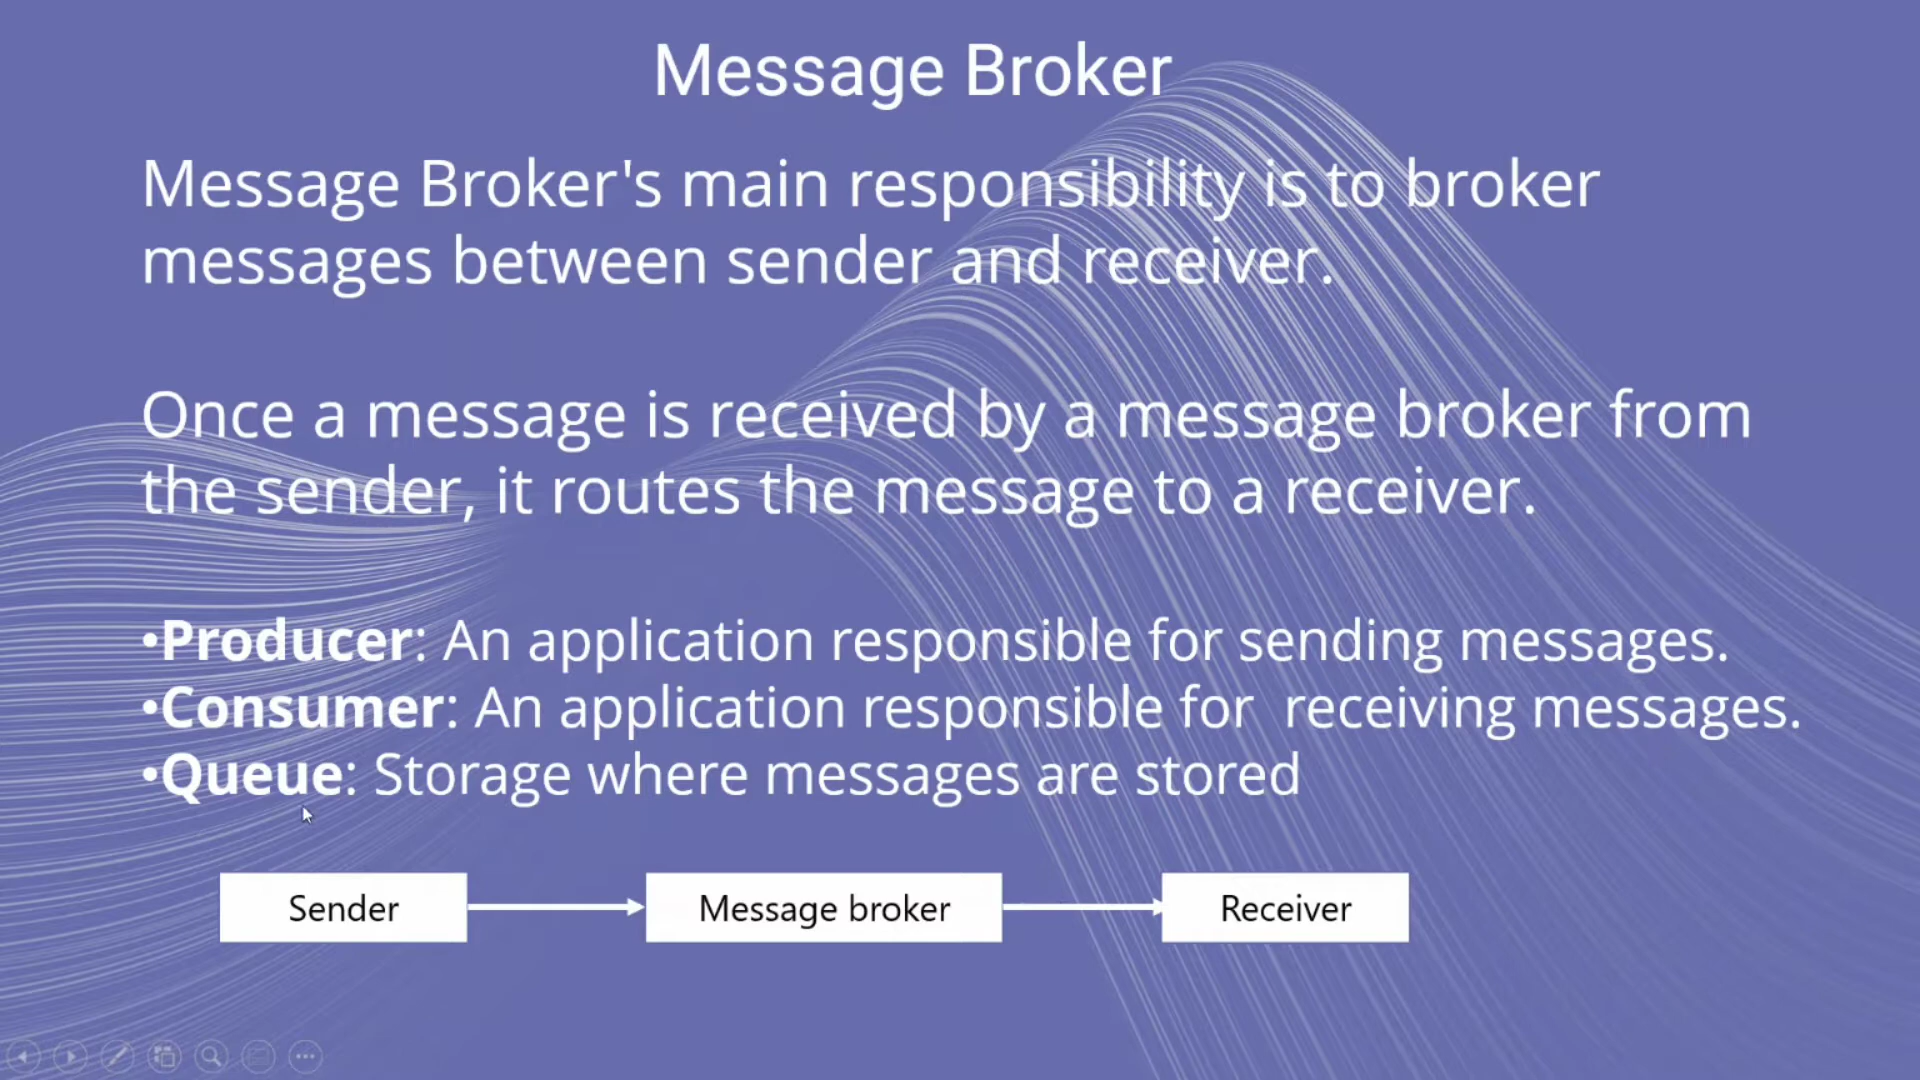 Message Broker
Message Broker's main responsibility is to broker
messages between sender and receiver.
Once a message is received by a message broker from
the sender, it routes the message to a receiver.
•Producer: An application responsible for sending messages.
•Consumer: An application responsible for  receiving messages.
•Queue: Storage where messages are stored
Sender
Message broker
Receiver